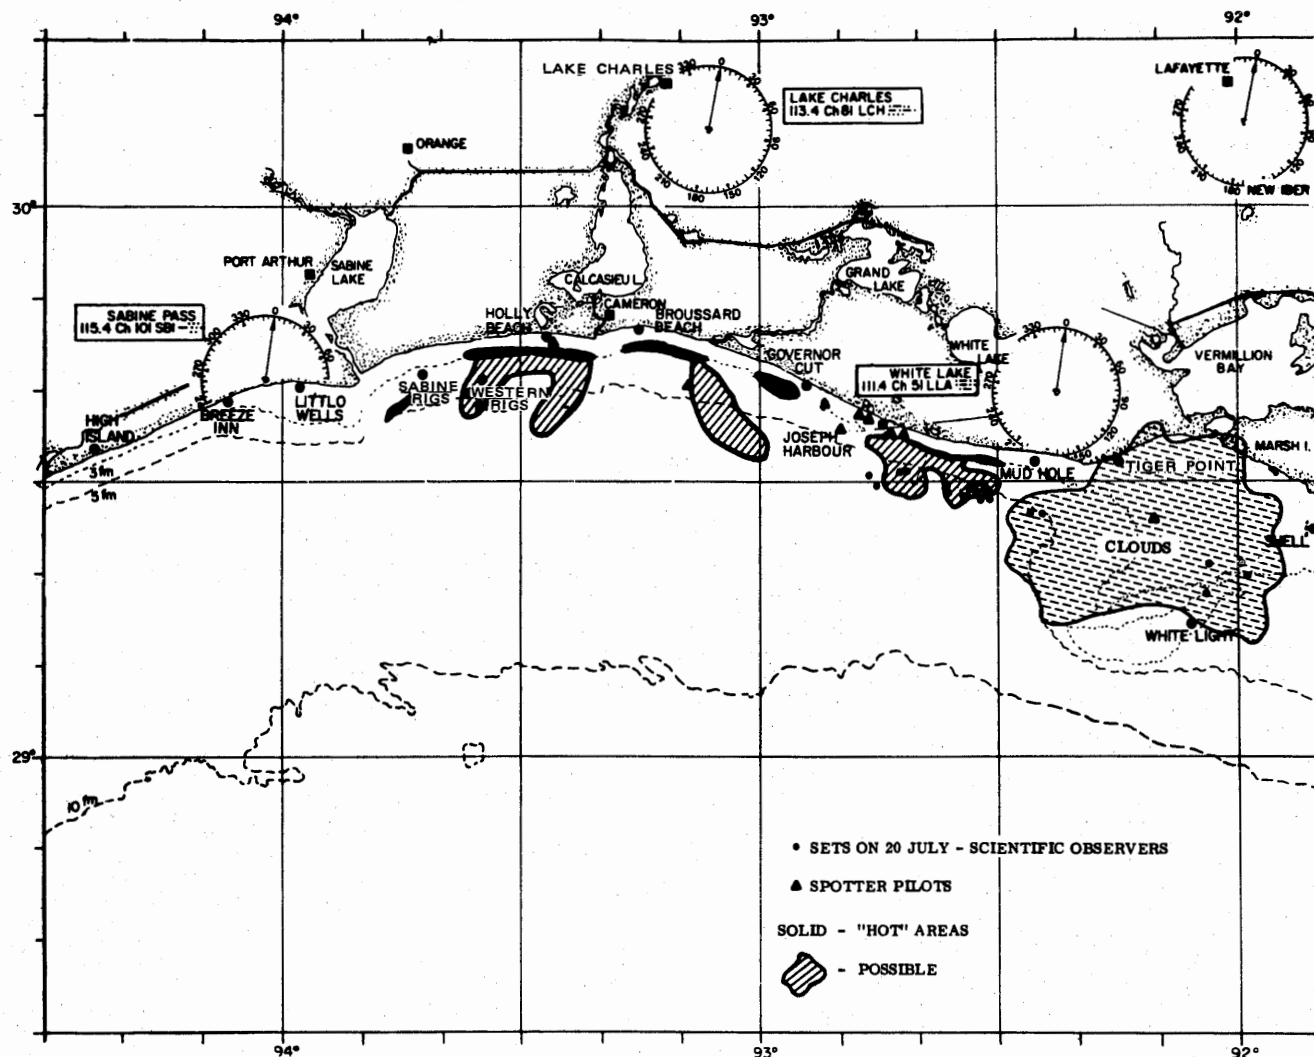 94°
93°
92°
LAKE CHARLES
LAFAYETTE
LAKE CHARLES
113.4 Ch 81 LCH
ORANGE
NEW IBER
30°
PORT ARTHUR
SABINE
LAKE
CALCASIEU L.
GRAND
LAKE
SABINE PASS
115.4 Ch 101 SBI
HOLLY
BEACH
CAMERON
BROUSSARD
BEACH
WHITE
LAKE
VERMILLION
BAY
GOVERNOR
CUT
WHITE LAKE
111.4 Ch 51 LLA
SABINE
RIGS
WESTERN
RIGS
LITTLO
WELLS
BREEZE
INN
HIGH
ISLAND
JOSEPH
HARBOUR
MARSH I.
3 fm
5 fm
MUD HOLE
TIGER POINT
SHELL
CLOUDS
WHITE LIGHT
29°
10 fm
• SETS ON 20 JULY - SCIENTIFIC OBSERVERS
▲ SPOTTER PILOTS
SOLID - "HOT" AREAS
- POSSIBLE
94°
93°
92°